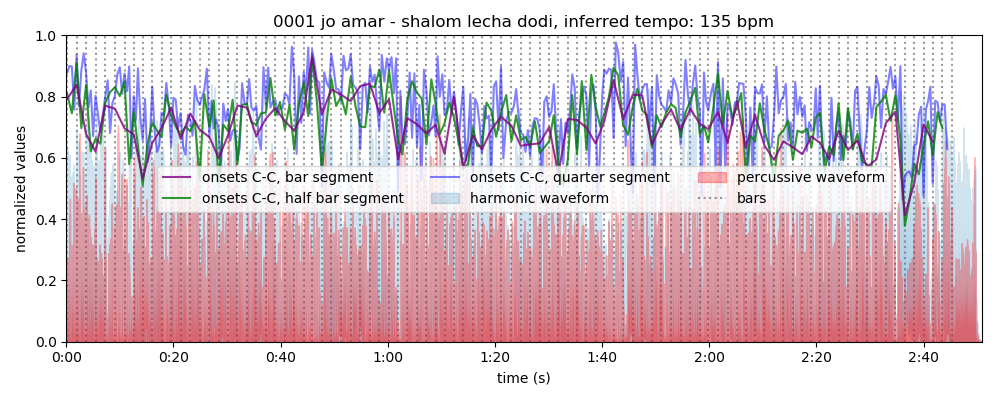 0001 jo amar - shalom lecha dodi, inferred tempo: 135 bpm
1.0
0.8
0.6
0.4
0.2
0.0
normalized values
onsets C-C, bar segment
onsets C-C, half bar segment
onsets C-C, quarter segment
harmonic waveform
percussive waveform
bars
0:00 0:20 0:40 1:00 1:20 1:40 2:00 2:20 2:40
time (s)